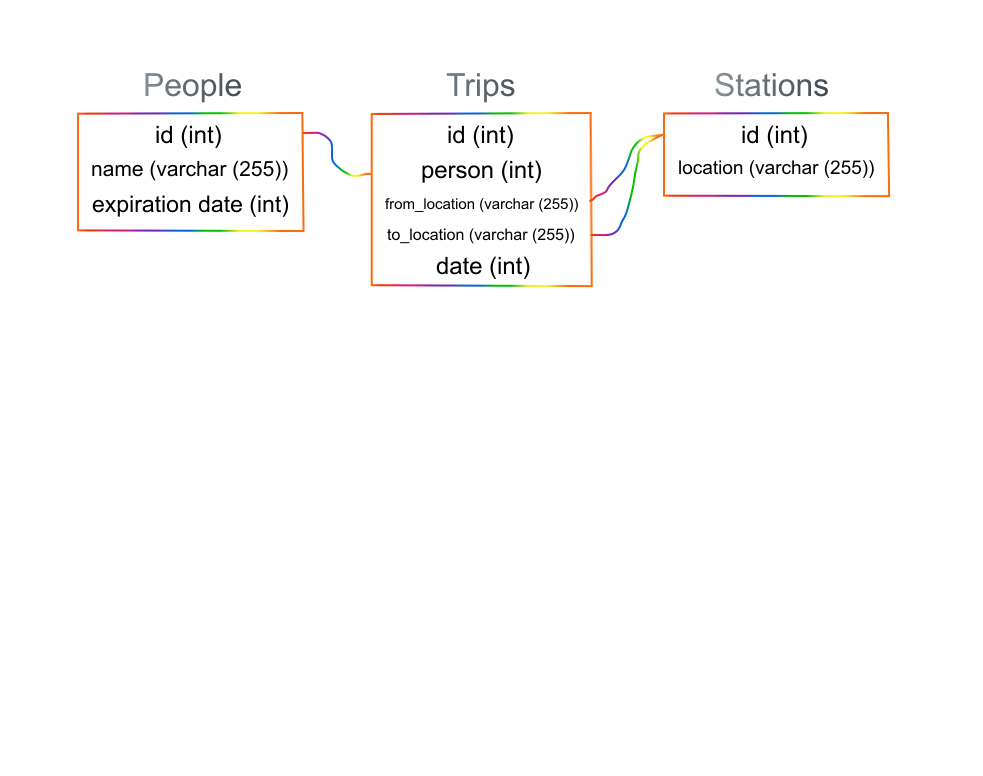 People
id (int)
name (varchar (255))
expiration date (int)
Trips
id (int)
person (int)
from_location (varchar (255))
to_location (varchar (255))
date (int)
Stations
id (int)
location (varchar (255))